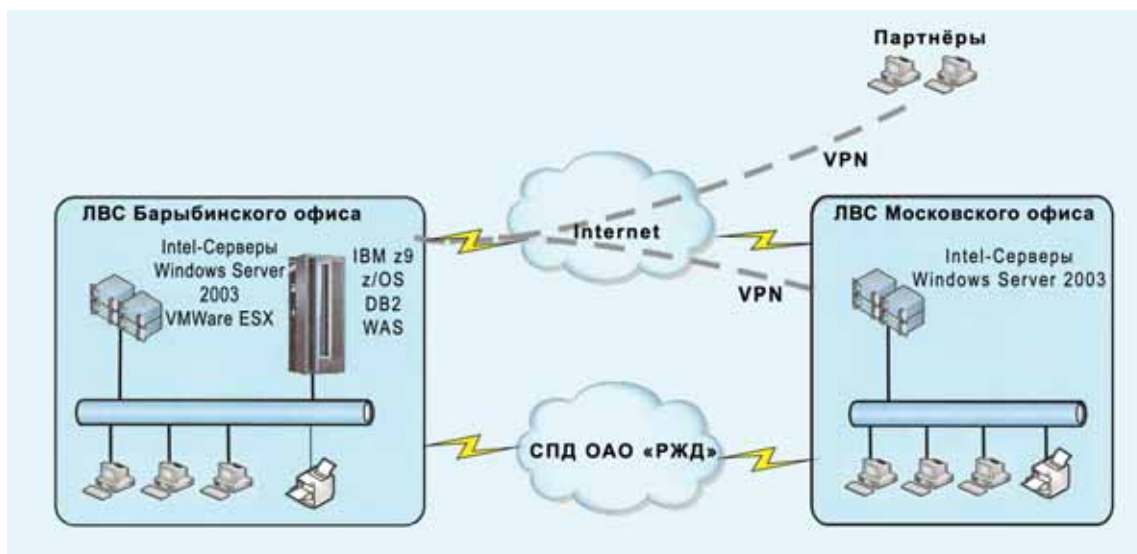 Партнёры
VPN
ЛВС Барыбинского офиса
Intel-Серверы
Windows Server
2003
VMWare ESX
IBM z9
z/OS
DB2
WAS
Internet
VPN
ЛВС Московского офиса
Intel-Серверы
Windows Server 2003
СПД ОАО «РЖД»